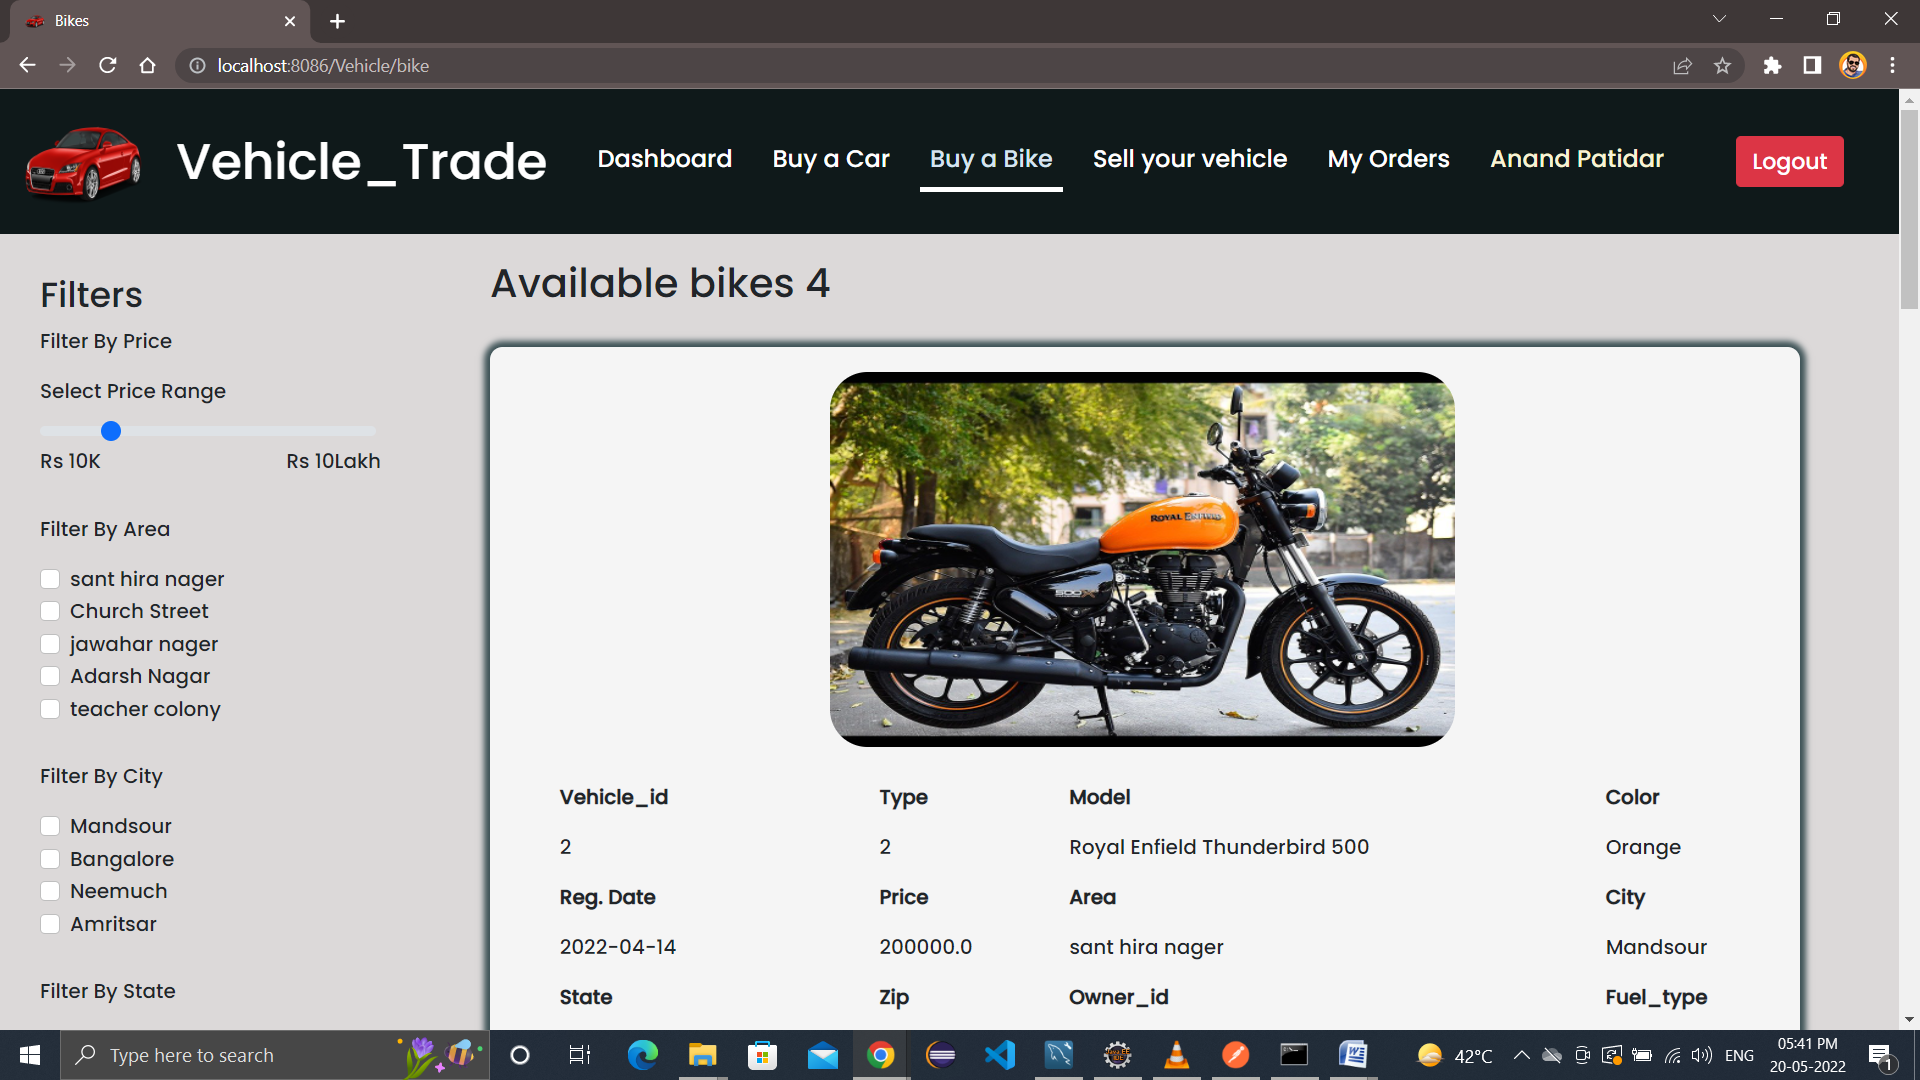 Bikes
localhost:8086/Vehicle/bike
Vehicle_Trade
Dashboard
Buy a Car
Buy a Bike
Sell your vehicle
My Orders
Anand Patidar
Logout
Filters
Filter By Price
Select Price Range
Rs 10K
Rs 10Lakh
Filter By Area
sant hira nager
Church Street
jawahar nager
Adarsh Nagar
teacher colony
Filter By City
Mandsour
Bangalore
Neemuch
Amritsar
Filter By State
Available bikes 4
ROYAL ENFIELD
500X
Vehicle_id Type Model Color
2 2 Royal Enfield Thunderbird 500 Orange
Reg. Date Price Area City
2022-04-14 200000.0 sant hira nager Mandsour
State Zip Owner_id Fuel_type
Type here to search
42°C
ENG
05:41 PM
20-05-2022
1